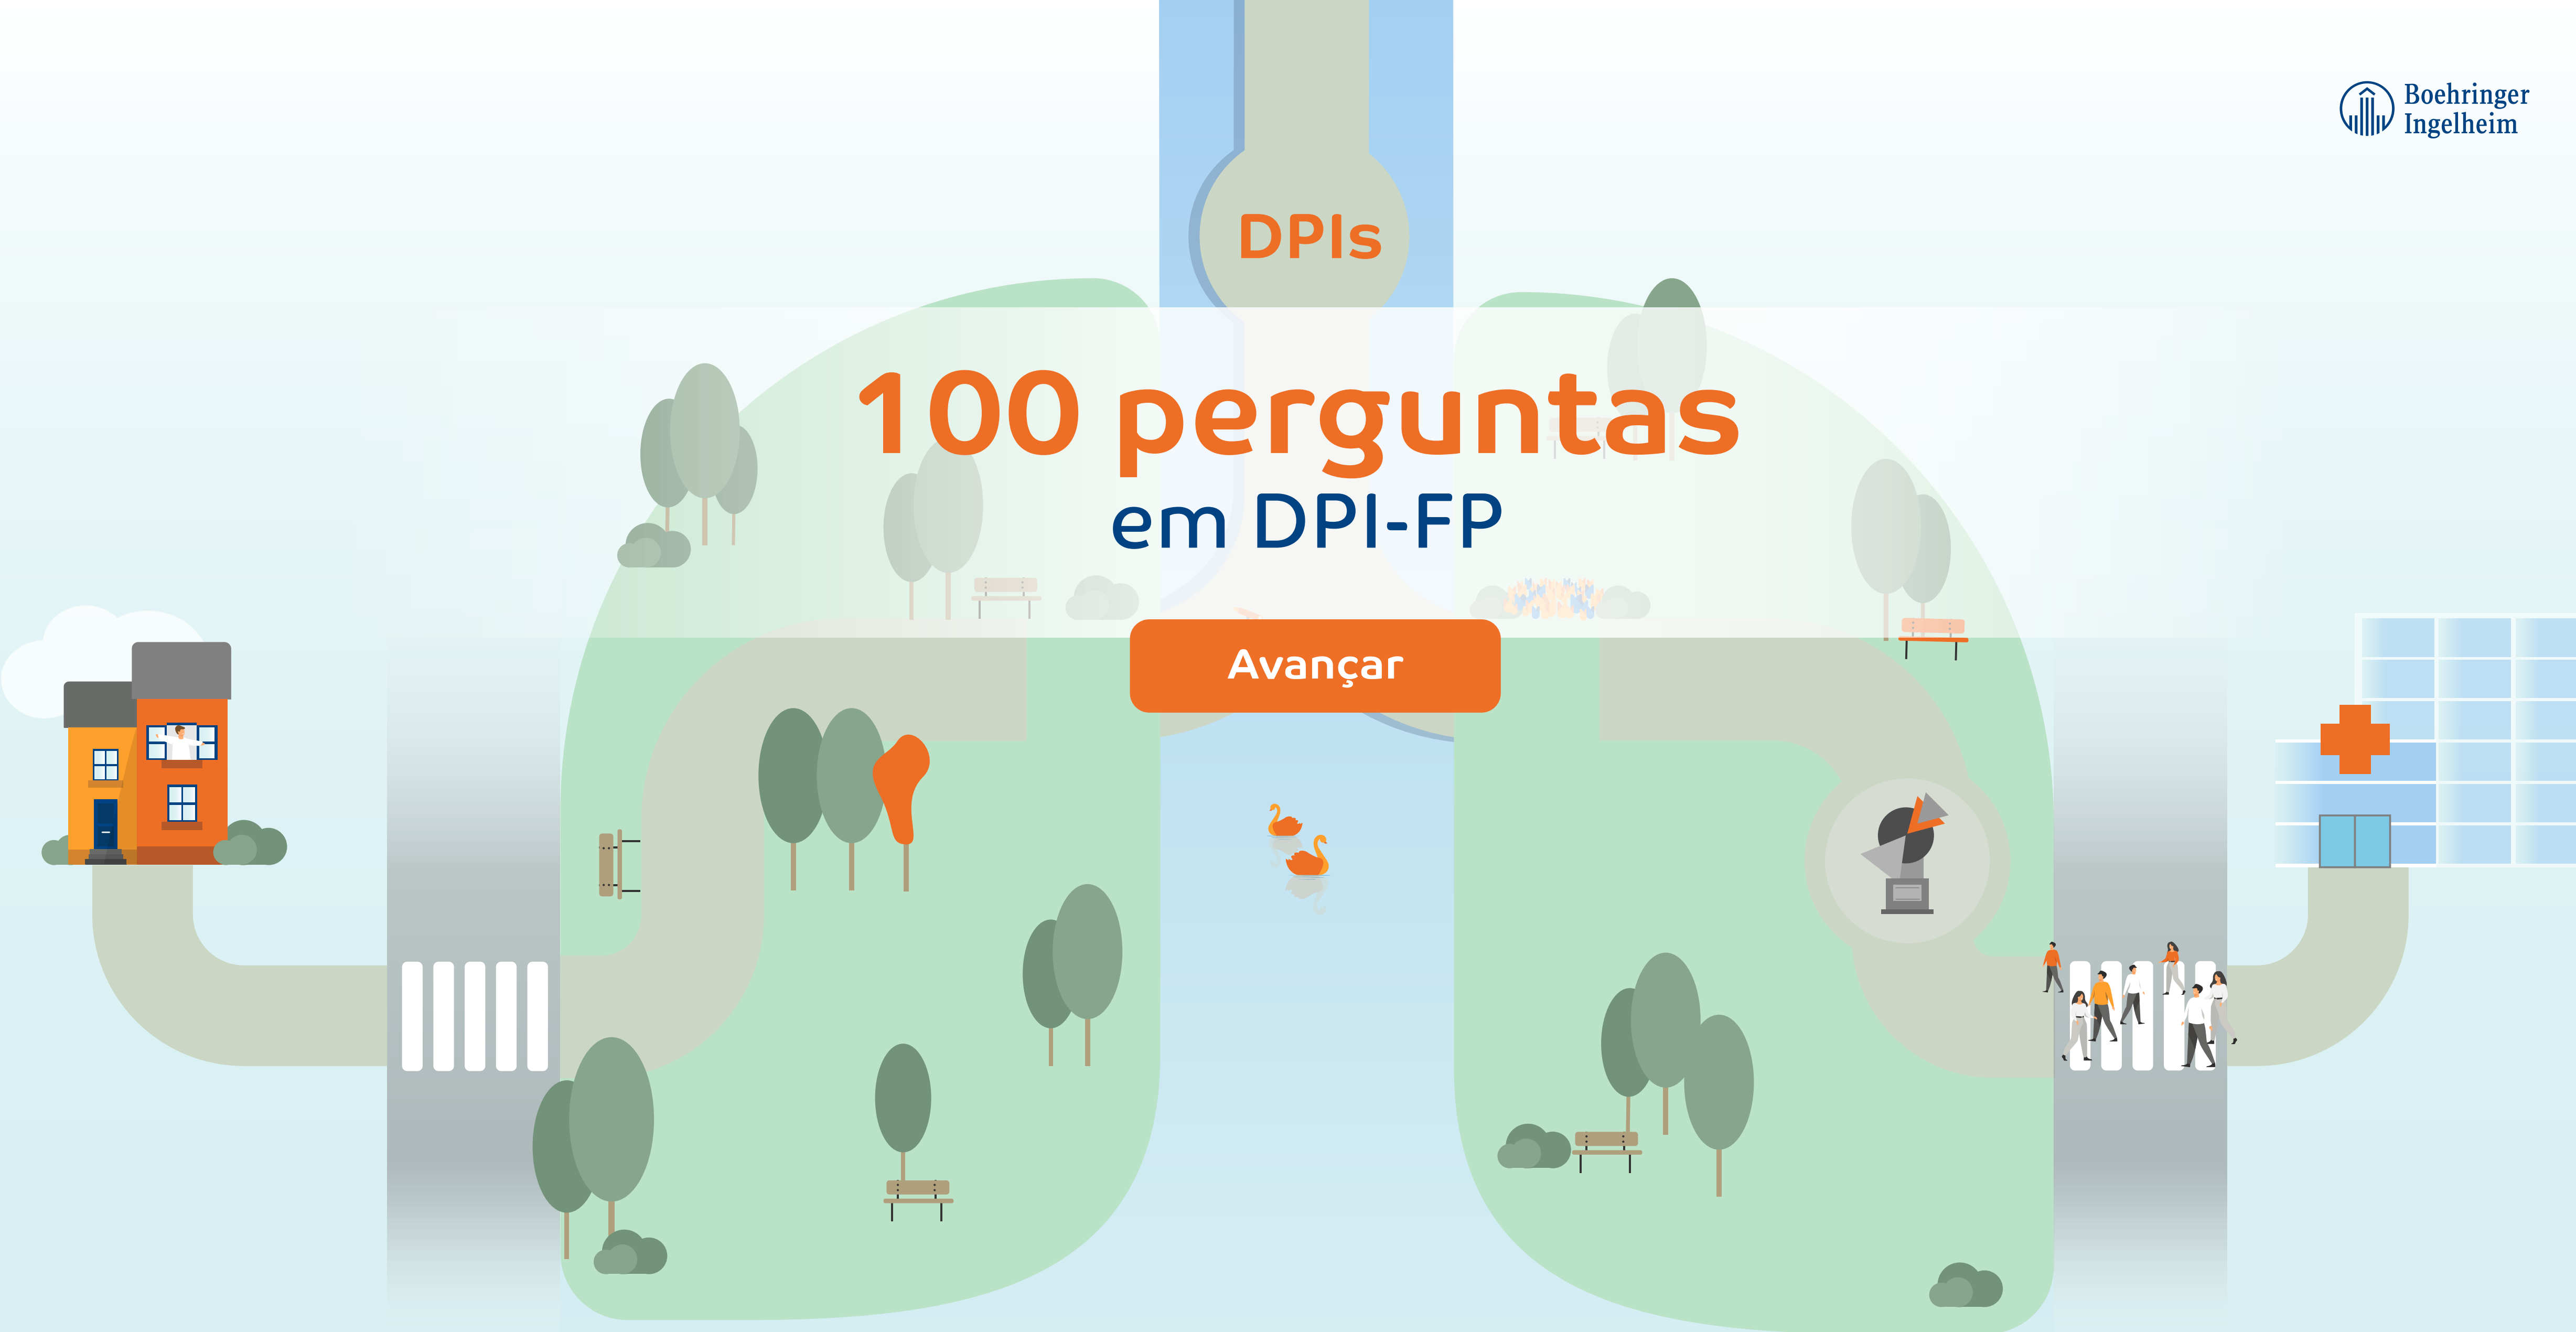 Boehringer
Ingelheim
DPIs
100 perguntas
em DPI-FP
Avançar